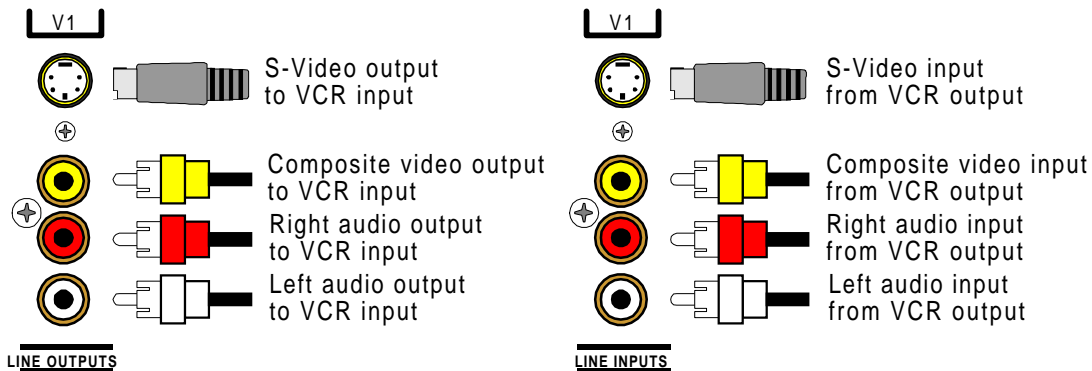 V1
S-Video output
to VCR input
Composite video output
to VCR input
Right audio output
to VCR input
Left audio output
to VCR input
LINE OUTPUTS
V1
S-Video input
from VCR output
Composite video input
from VCR output
Right audio input
from VCR output
Left audio input
from VCR output
LINE INPUTS